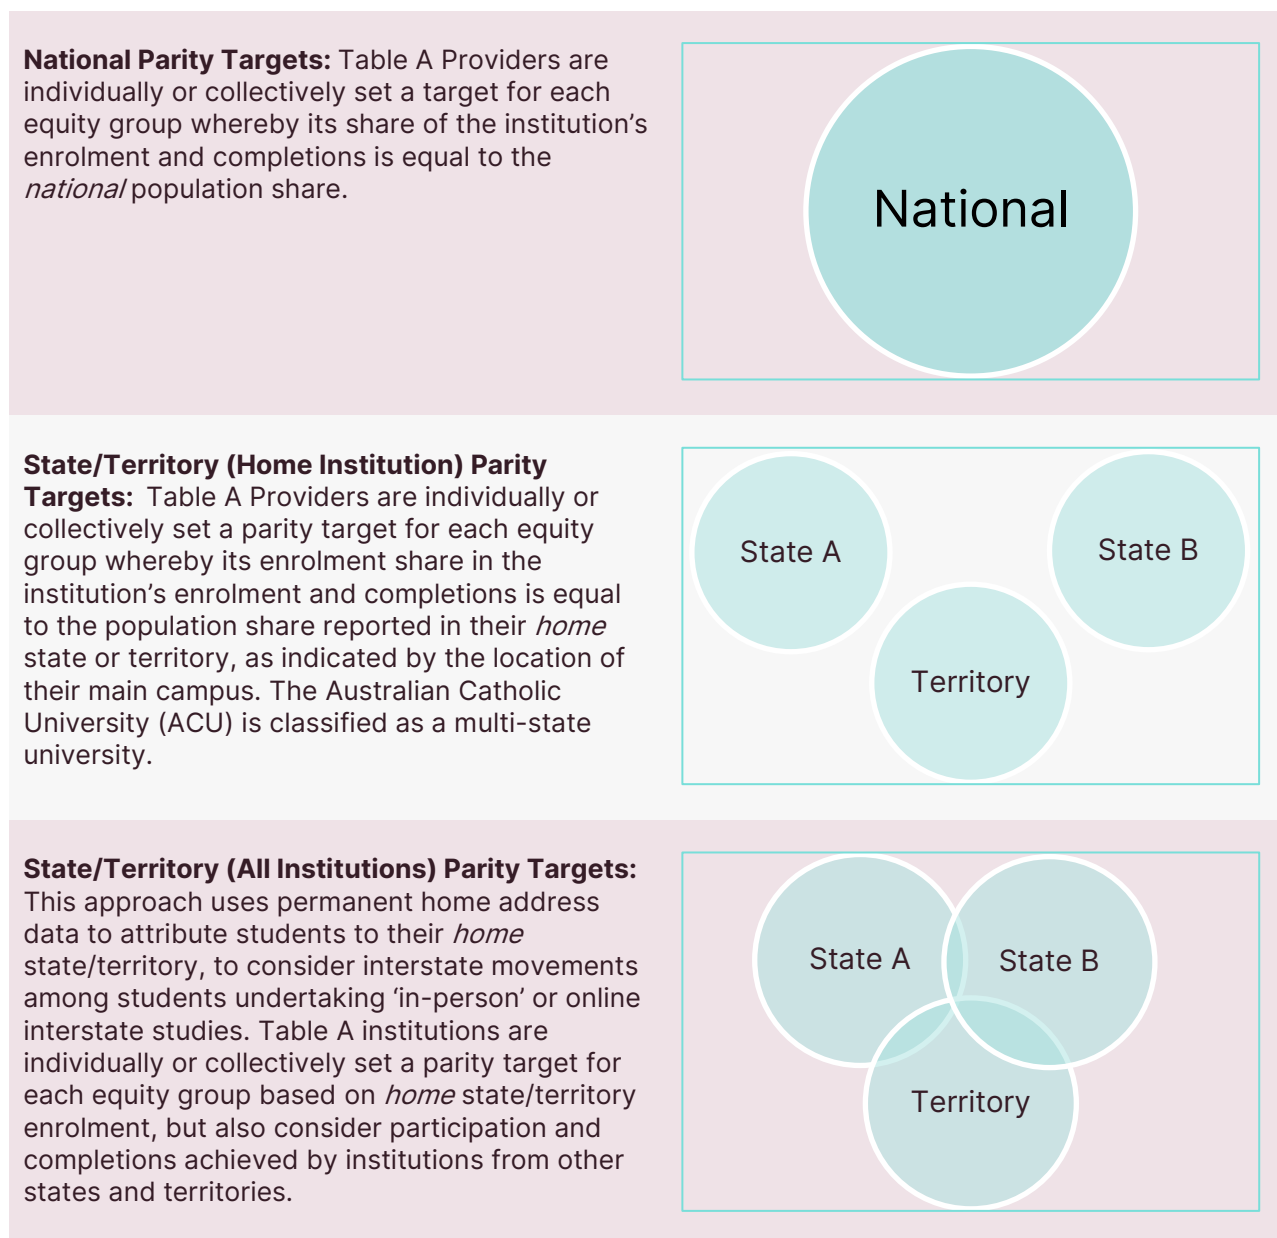 National Parity Targets: Table A Providers are
individually or collectively set a target for each
equity group whereby its share of the institution’s
enrolment and completions is equal to the
national population share.
National
State/Territory (Home Institution) Parity
Targets:  Table A Providers are individually or
collectively set a parity target for each equity
group whereby its enrolment share in the
institution’s enrolment and completions is equal
to the population share reported in their home
state or territory, as indicated by the location of
their main campus. The Australian Catholic
University (ACU) is classified as a multi-state
university.
State A
State B
Territory
State/Territory (All Institutions) Parity Targets:
This approach uses permanent home address
data to attribute students to their home
state/territory, to consider interstate movements
among students undertaking ‘in-person’ or online
interstate studies. Table A institutions are
individually or collectively set a parity target for
each equity group based on home state/territory
enrolment, but also consider participation and
completions achieved by institutions from other
states and territories.
State A
State B
Territory